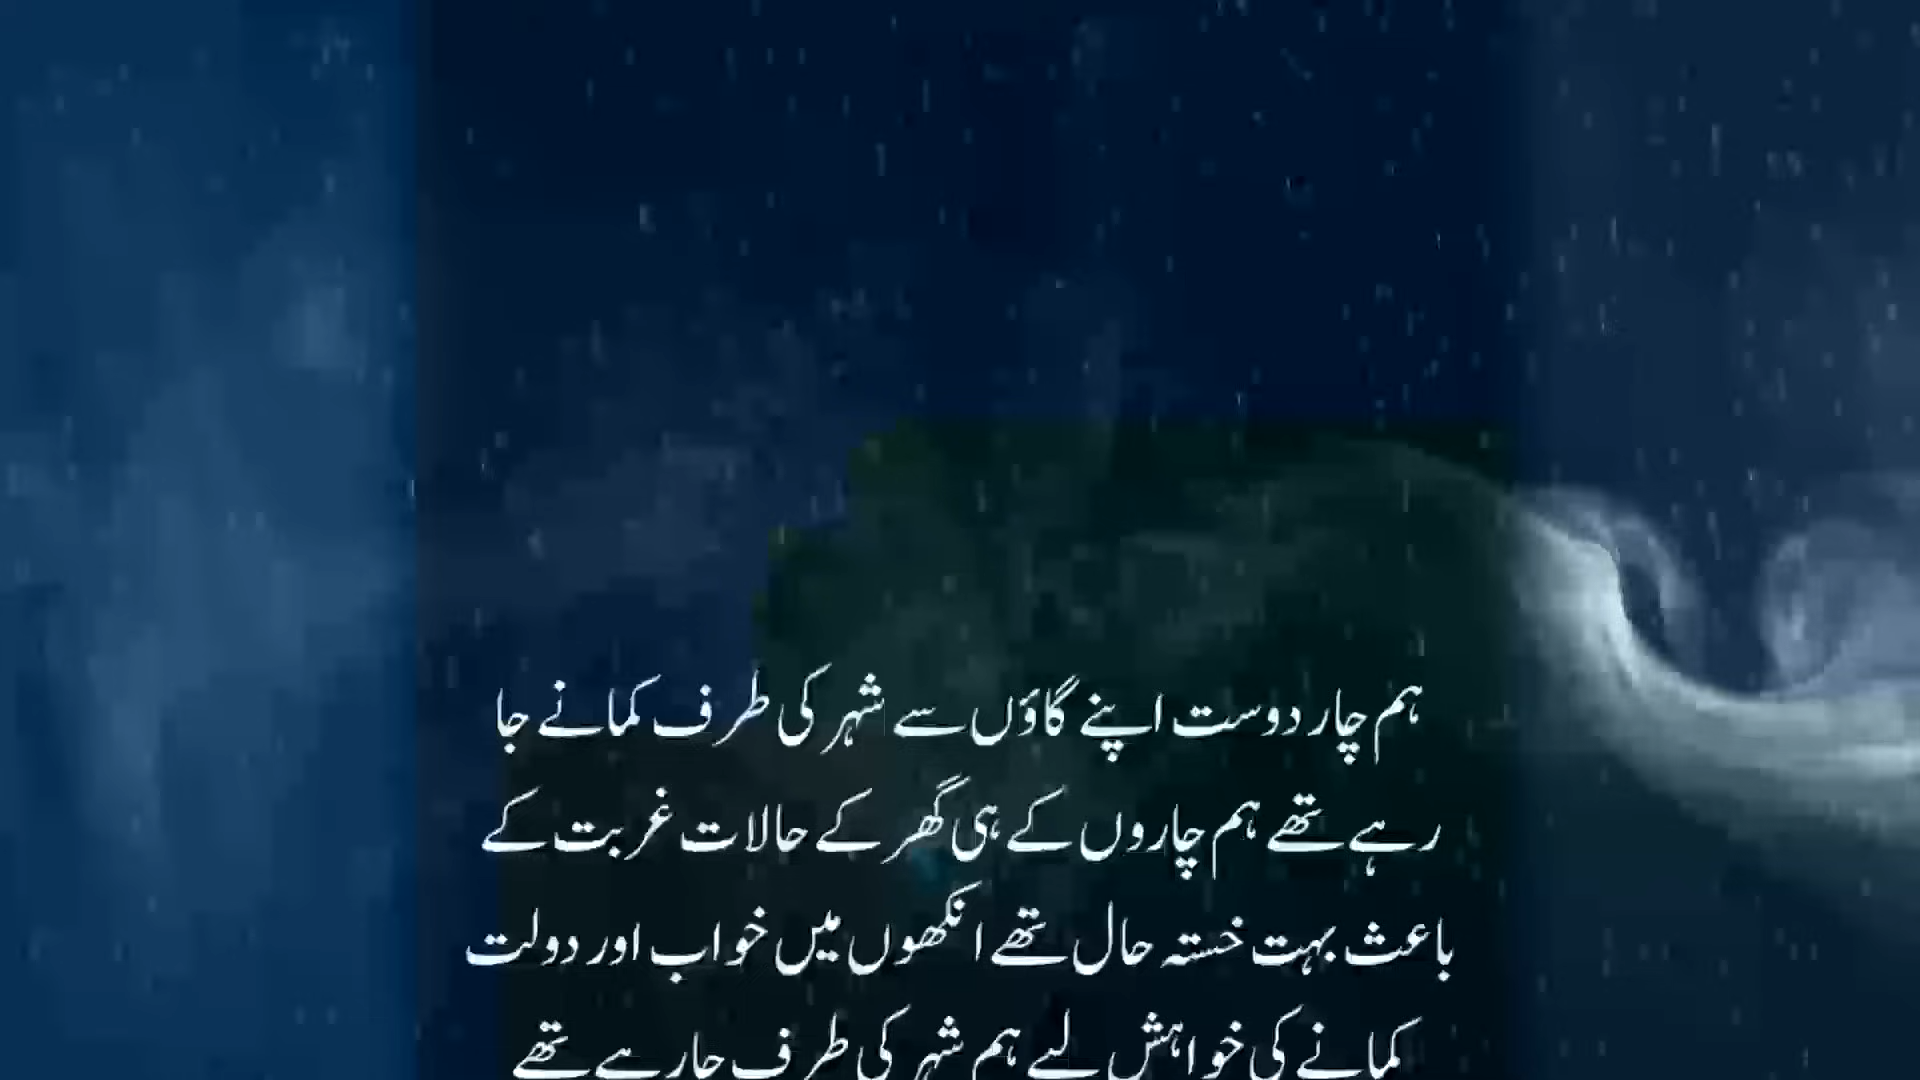 ہم چار دوست اپنے گاؤں سے شہر کی طرف کمانے جا
رہے تھے ہم چاروں کے ہی گھر کے حالات غربت کے
باعث بہت خستہ حال تھے انکھوں میں خواب اور دولت
کمانے کی خواہش لیے ہم شہر کی طرف جا رہے تھے